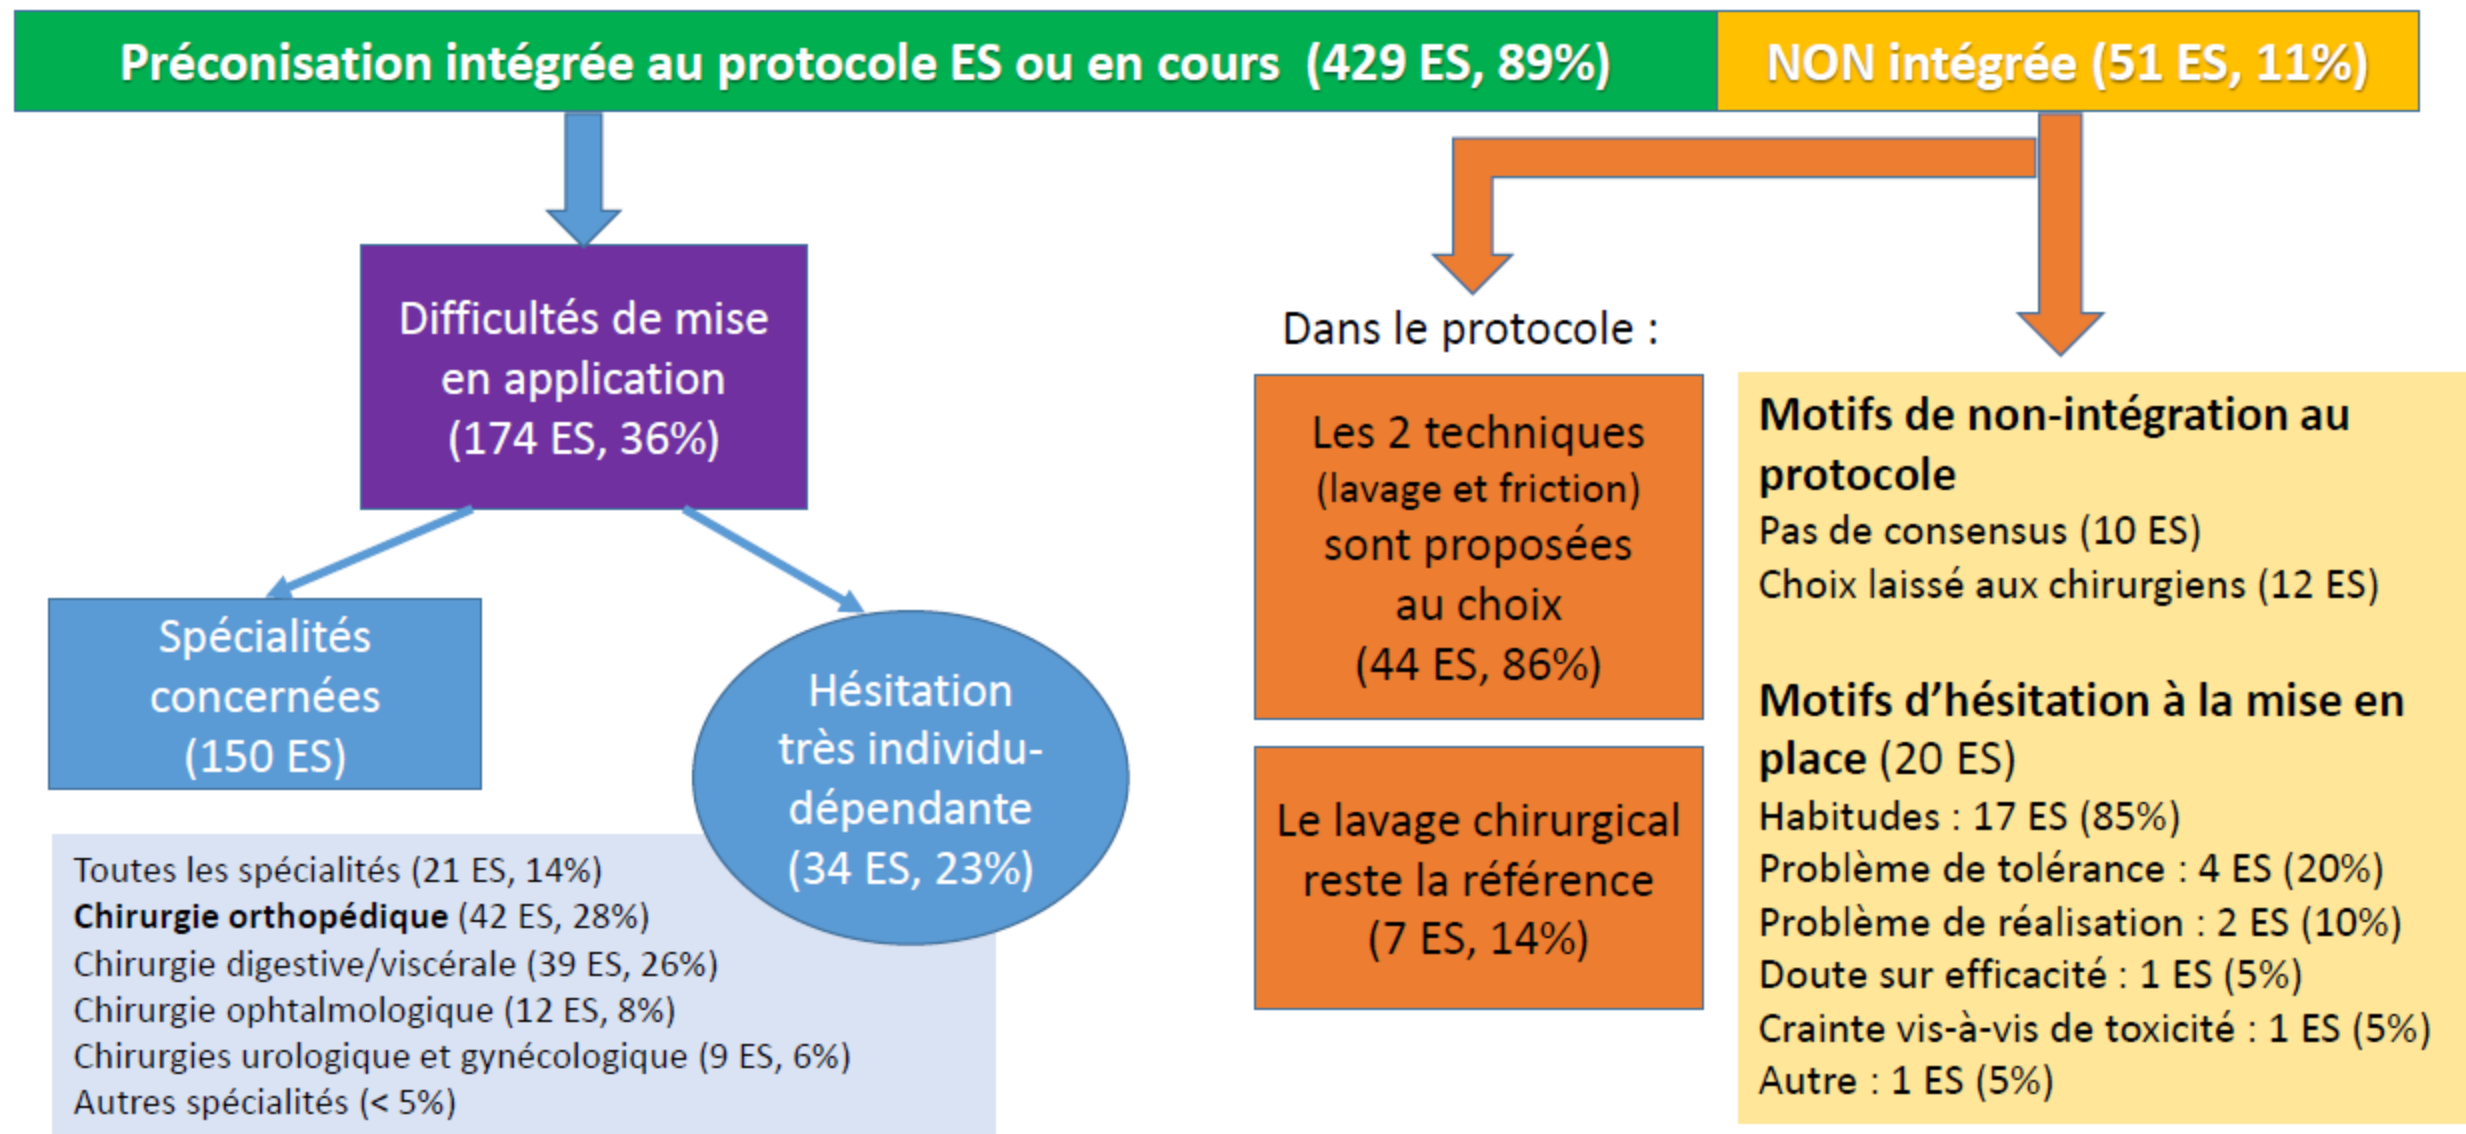 Préconisation intégrée au protocole ES ou en cours (429 ES, 89%)
NON intégrée (51 ES, 11%)
Difficultés de mise
en application
(174 ES, 36%)
Spécialités
concernées
(150 ES)
Hésitation
très individu-
dépendante
(34 ES, 23%)
Toutes les spécialités (21 ES, 14%)
Chirurgie orthopédique (42 ES, 28%)
Chirurgie digestive/viscérale (39 ES, 26%)
Chirurgie ophtalmologique (12 ES, 8%)
Chirurgies urologique et gynécologique (9 ES, 6%)
Autres spécialités (< 5%)
Dans le protocole :
Les 2 techniques
(lavage et friction)
sont proposées
au choix
(44 ES, 86%)
Le lavage chirurgical
reste la référence
(7 ES, 14%)
Motifs de non-intégration au
protocole
Pas de consensus (10 ES)
Choix laissé aux chirurgiens (12 ES)
Motifs d’hésitation à la mise en
place (20 ES)
Habitudes : 17 ES (85%)
Problème de tolérance : 4 ES (20%)
Problème de réalisation : 2 ES (10%)
Doute sur efficacité : 1 ES (5%)
Crainte vis-à-vis de toxicité : 1 ES (5%)
Autre : 1 ES (5%)